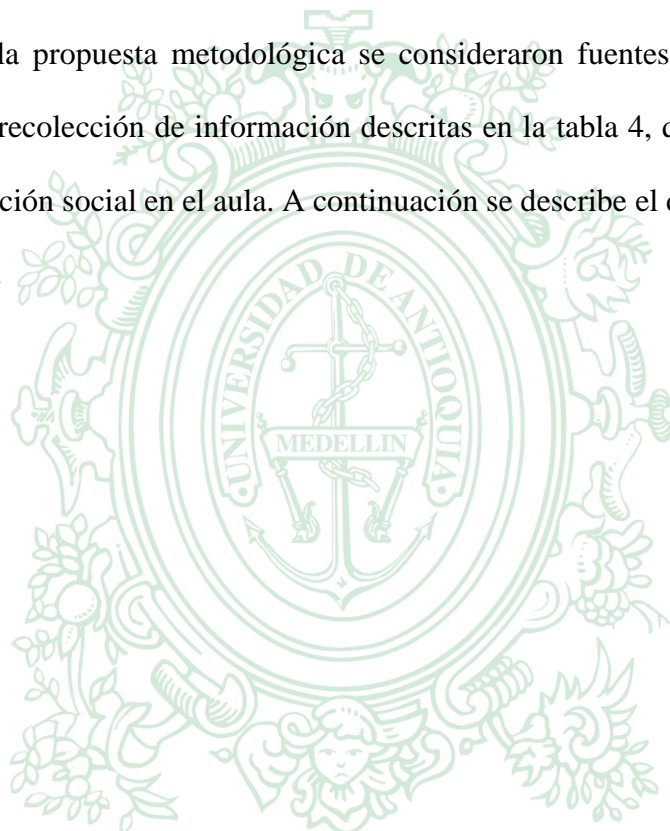 la propuesta metodológica se consideraron fuentes
recolección de información descritas en la tabla 4,
ción social en el aula. A continuación se describe el
UNIVERSIDAD DE ANTIOQUIA
MEDELLIN